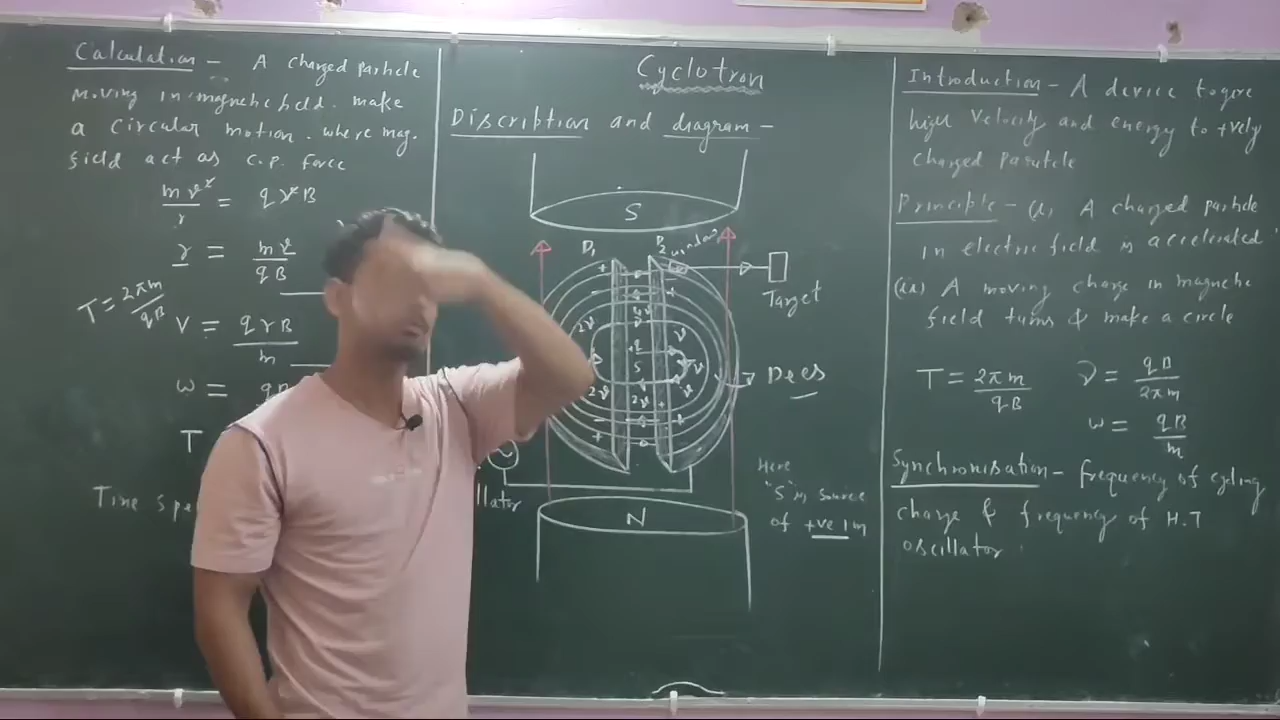 Cyclotron
Calculation - A charged particle
moving in magnetic field. make
a circular motion. where mag.
field act as C.P. force
mv²/r = qvB
r = mv/qB
T = 2πm/qB
V = qrB/m
w = q
T
Time spe
Discription and diagram -
S
D₁ D₂ Window
Target
Dees
S
N
llator
Here
"S" is source
of +ve
Introduction - A device to give
high velocity and energy to +vely
charged particle
Principle - (i) A charged particle
in electric field is accelerated
(ii) A moving charge in magnetic
field turns & make a circle
T = 2πm/qB ν = qB/2πm
w = qB/m
Synchronisation - frequency of cycling
charge & frequency of H.T
oscillator